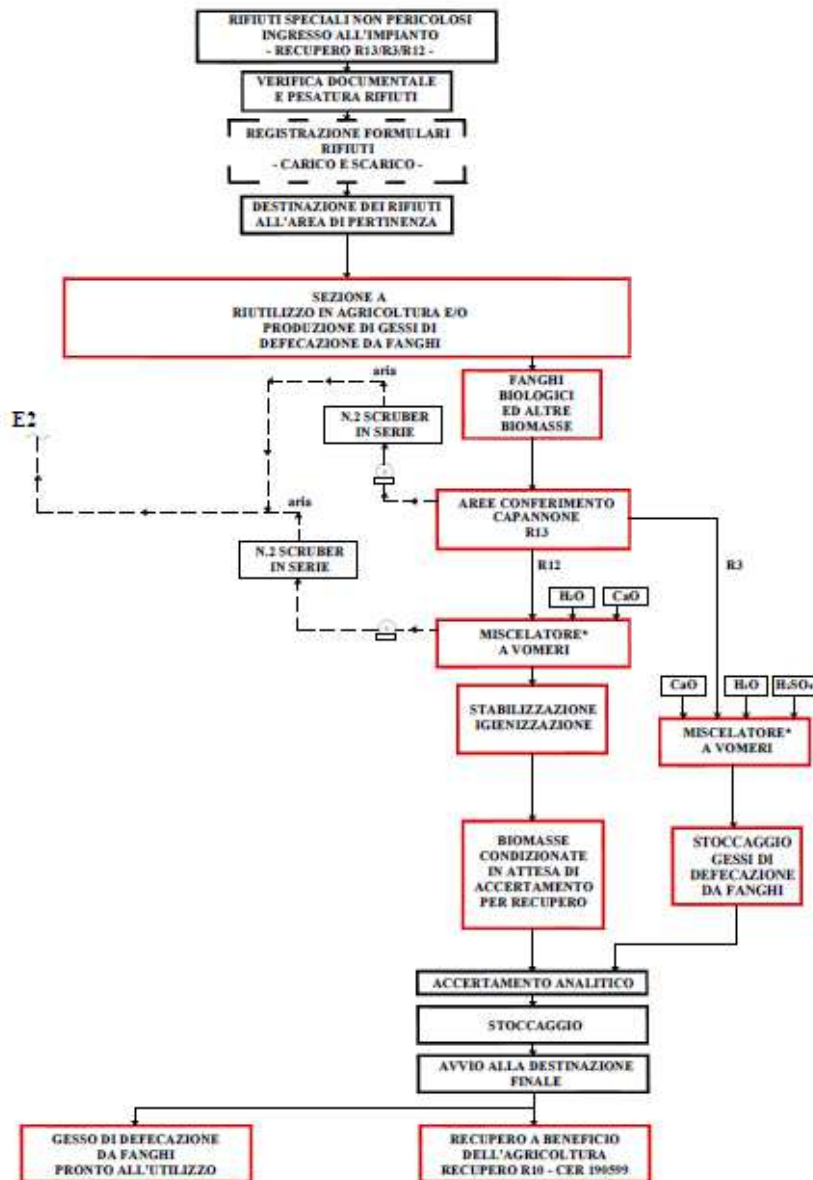 RIFIUTI SPECIALI NON PERICOLOSI
INGRESSO ALL'IMPIANTO
- RECUPERO R13/R3/R12 -
VERIFICA DOCUMENTALE
E PESATURA RIFIUTI
REGISTRAZIONE FORMULARI
RIFIUTI
- CARICO E SCARICO -
DESTINAZIONE DEI RIFIUTI
ALL'AREA DI PERTINENZA
SEZIONE A
RIUTILIZZO IN AGRICOLTURA E/O
PRODUZIONE DI GESSI DI
DEFECAZIONE DA FANGHI
aria
FANGHI
BIOLOGICI
ED ALTRE
BIOMASSE
E2
N.2 SCRUBER
IN SERIE
aria
AREE CONFERIMENTO
CAPANNONE
R13
N.2 SCRUBER
IN SERIE
R12
R3
H₂O
CaO
MISCELATORE*
A VOMERI
CaO
H₂O
H₂SO₄
STABILIZZAZIONE
IGIENIZZAZIONE
MISCELATORE*
A VOMERI
BIOMASSE
CONDIZIONATE
IN ATTESA DI
ACCERTAMENTO
PER RECUPERO
STOCCAGGIO
GESSI DI
DEFECAZIONE
DA FANGHI
ACCERTAMENTO ANALITICO
STOCCAGGIO
AVVIO ALLA DESTINAZIONE
FINALE
GESSO DI DEFECAZIONE
DA FANGHI
PRONTO ALL'UTILIZZO
RECUPERO A BENEFICIO
DELL'AGRICOLTURA
RECUPERO R10 - CER 190599